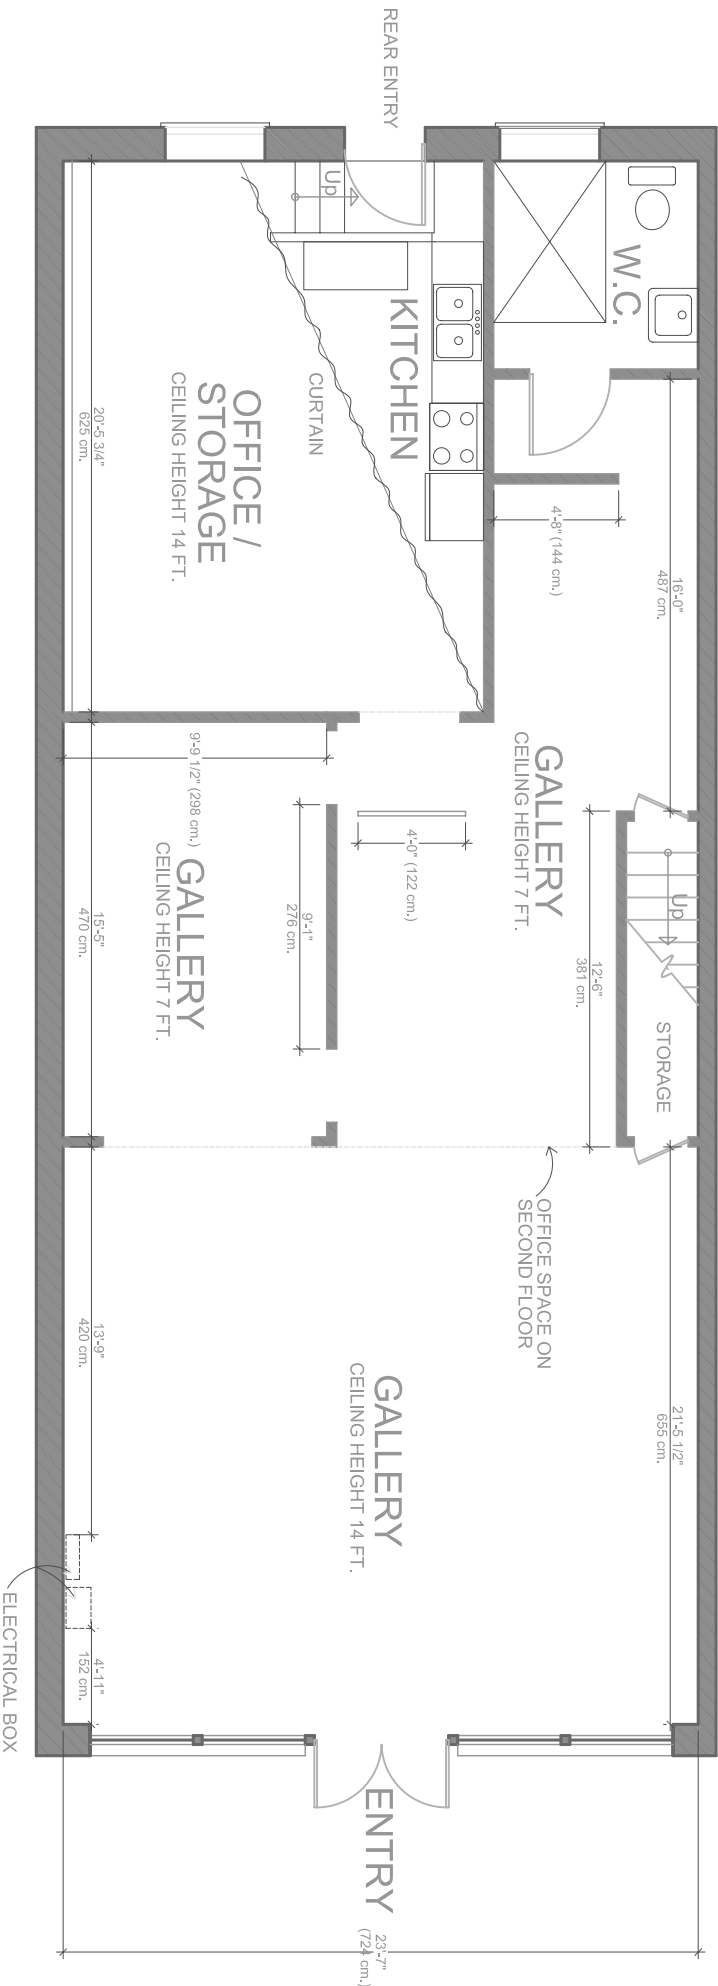 REAR ENTRY
Up
W.C.
KITCHEN
CURTAIN
OFFICE /
STORAGE
CEILING HEIGHT 14 FT.
20'-5 3/4"
625 cm.
4'-8" (144 cm.)
16'-0"
487 cm.
GALLERY
CEILING HEIGHT 7 FT.
9'-9 1/2" (298 cm.)
4'-0" (122 cm.)
GALLERY
CEILING HEIGHT 7 FT.
9'-1"
276 cm.
15'-5"
470 cm.
12'-6"
381 cm.
Up
STORAGE
OFFICE SPACE ON
SECOND FLOOR
13'-9"
420 cm.
GALLERY
CEILING HEIGHT 14 FT.
21'-5 1/2"
655 cm.
ELECTRICAL BOX
4'-11"
152 cm.
ENTRY
23'-7"
(724 cm.)